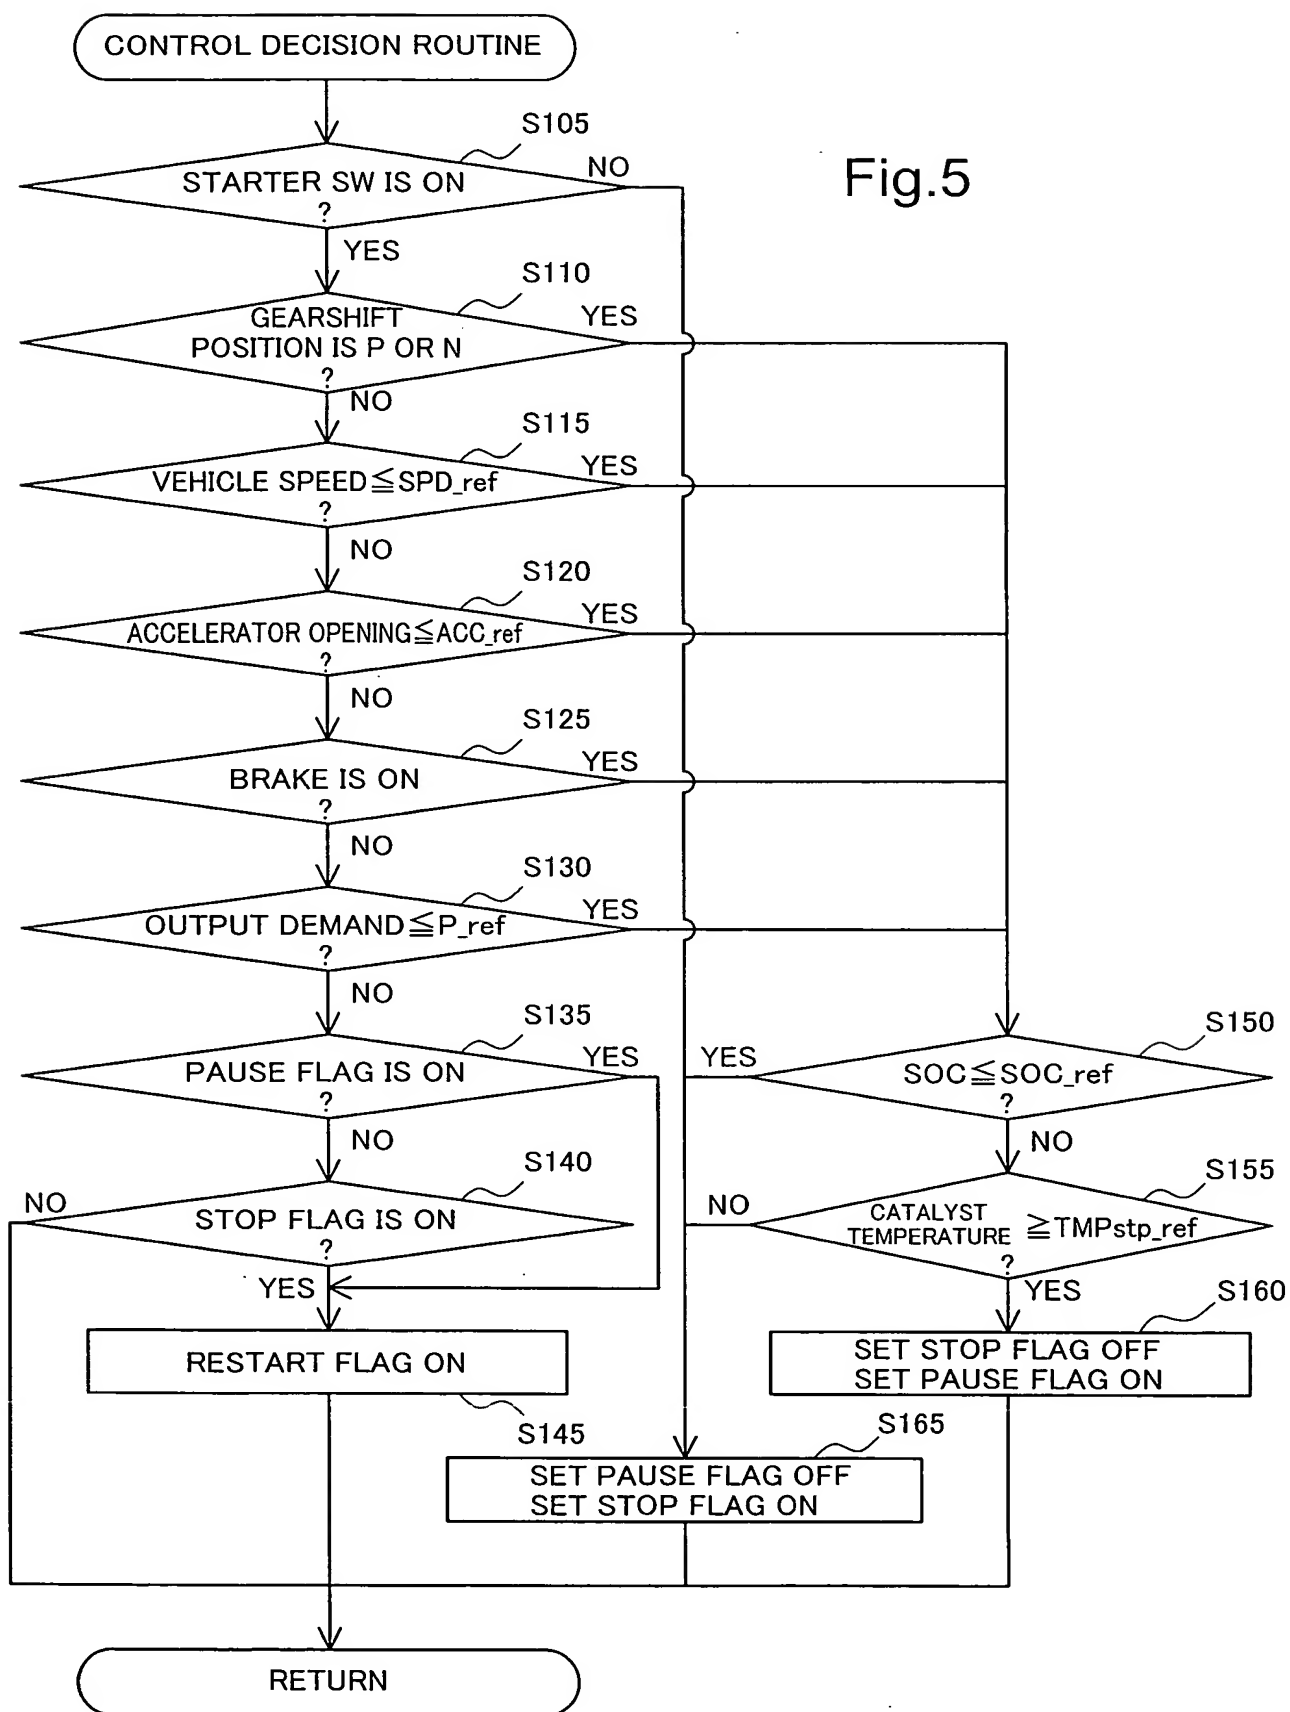 CONTROL DECISION ROUTINE
S105
STARTER SW IS ON
?
NO
YES
Fig.5
S110
GEARSHIFT
POSITION IS P OR N
?
YES
NO
S115
VEHICLE SPEED≦SPD_ref
?
YES
NO
S120
ACCELERATOR OPENING≦ACC_ref
?
YES
NO
S125
BRAKE IS ON
?
YES
NO
S130
OUTPUT DEMAND≦P_ref
?
YES
NO
S135
PAUSE FLAG IS ON
?
YES
NO
S140
STOP FLAG IS ON
?
NO
YES
RESTART FLAG ON
S145
S150
SOC≦SOC_ref
?
YES
NO
S155
CATALYST
TEMPERATURE ≧TMPstp_ref
?
NO
YES
S160
SET STOP FLAG OFF
SET PAUSE FLAG ON
S165
SET PAUSE FLAG OFF
SET STOP FLAG ON
RETURN